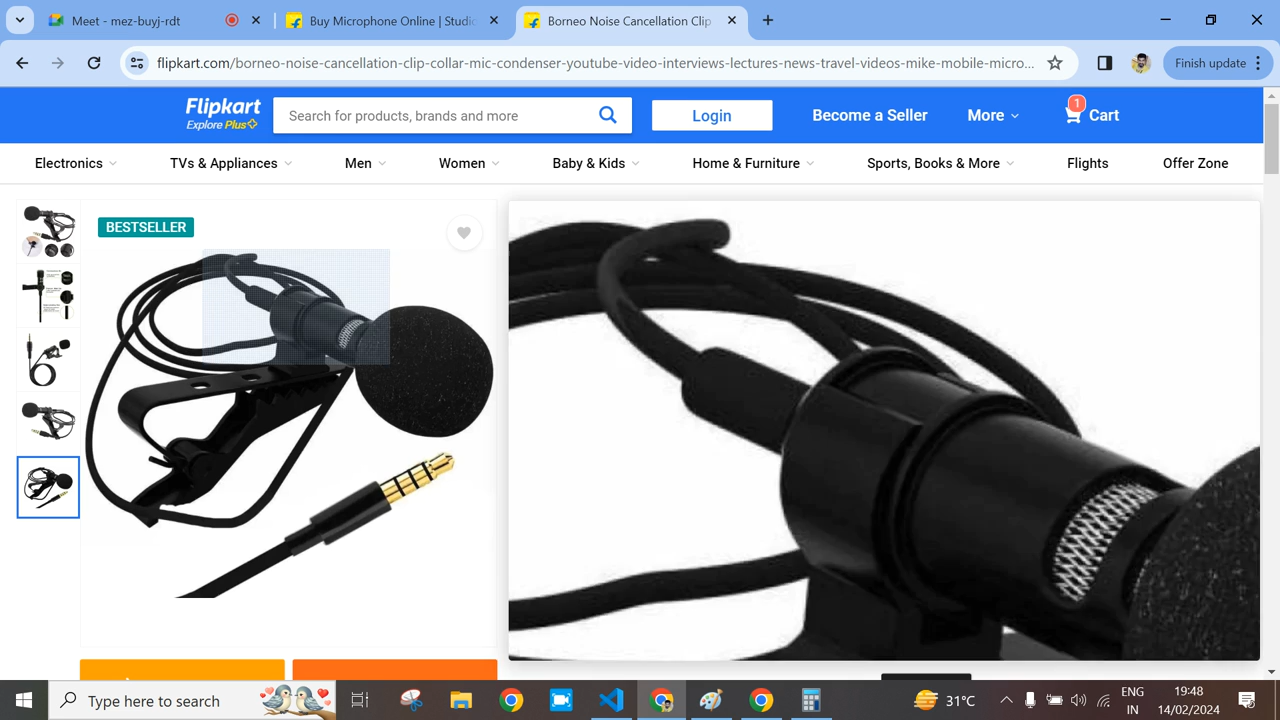 Meet - mez-buyj-rdt
Buy Microphone Online | Studio
Borneo Noise Cancellation Clip
flipkart.com/borneo-noise-cancellation-clip-collar-mic-condenser-youtube-video-interviews-lectures-news-travel-videos-mike-mobile-micro...
Finish update
Flipkart
Explore Plus
Search for products, brands and more
Login
Become a Seller
More
1
Cart
Electronics
TVs & Appliances
Men
Women
Baby & Kids
Home & Furniture
Sports, Books & More
Flights
Offer Zone
BESTSELLER
Type here to search
31°C
ENG
IN
19:48
14/02/2024